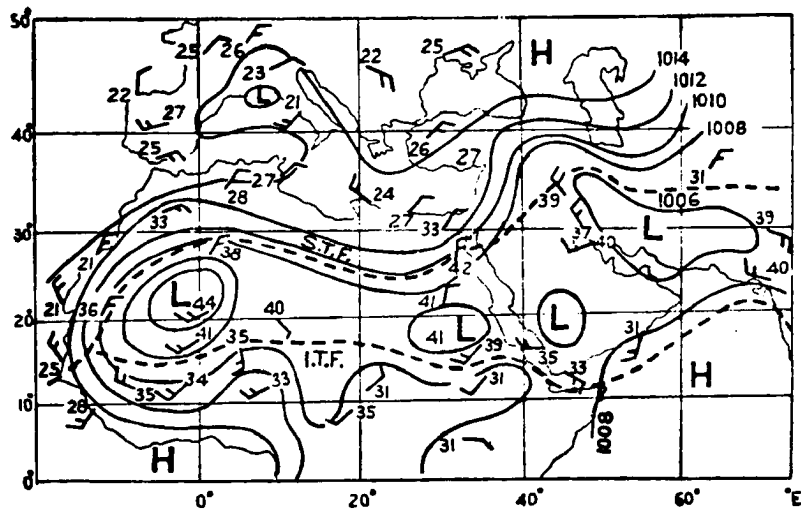 50°
25 26 22 25 H 1014
23 1012
22 27 L 21 1010
40° 26 1008
25 27 31
28 27 24 39 1006
33 27 33 37 40 L 39
30° S.T.F.
21 38 42 40
21 36 L 44 40 41 L
20° 41 35 41 L 39 31
I.T.F. 35
25 35 34 33 31 31 33 H
10° 28 35 31 1008
H
0°
0° 20° 40° 60° °E